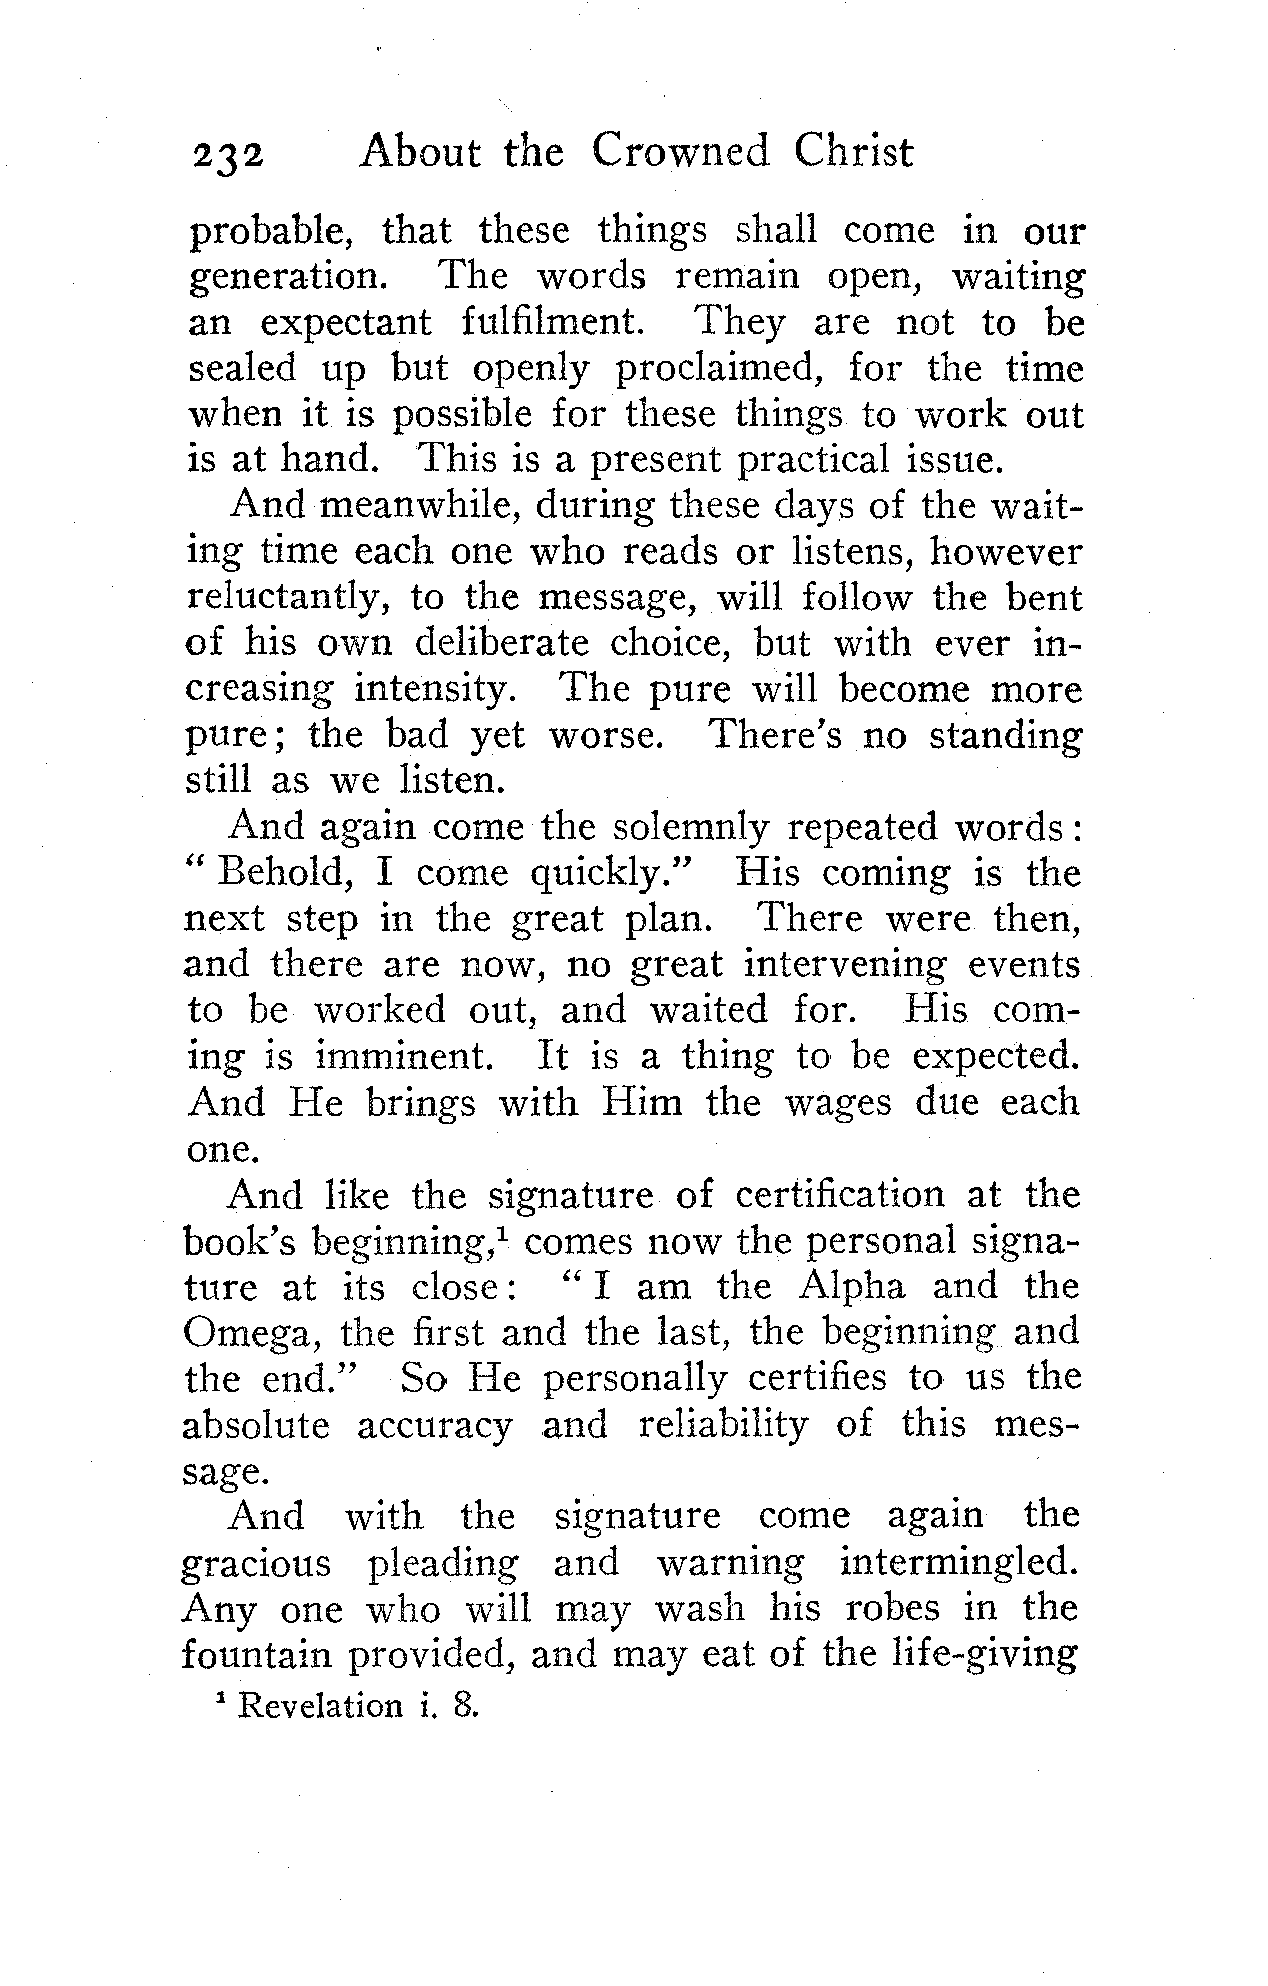 232 About the Crowned Christ
probable, that these things shall come in our
generation. The words remain open, waiting
an expectant fulfilment. They are not to be
sealed up but openly proclaimed, for the time
when it is possible for these things to work out
is at hand. This is a present practical issue.
And meanwhile, during these days of the wait-
ing time each one who reads or listens, however
reluctantly, to the message, will follow the bent
of his own deliberate choice, but with ever in-
creasing intensity. The pure will become more
pure; the bad yet worse. There's no standing
still as we listen.
And again come the solemnly repeated words:
“ Behold, I come quickly.” His coming is the
next step in the great plan. There were then,
and there are now, no great intervening events
to be worked out, and waited for. His com-
ing is imminent. It is a thing to be expected.
And He brings with Him the wages due each
one.
And like the signature of certification at the
book's beginning,¹ comes now the personal signa-
ture at its close: “ I am the Alpha and the
Omega, the first and the last, the beginning and
the end.” So He personally certifies to us the
absolute accuracy and reliability of this mes-
sage.
And with the signature come again the
gracious pleading and warning intermingled.
Any one who will may wash his robes in the
fountain provided, and may eat of the life-giving
¹ Revelation i. 8.